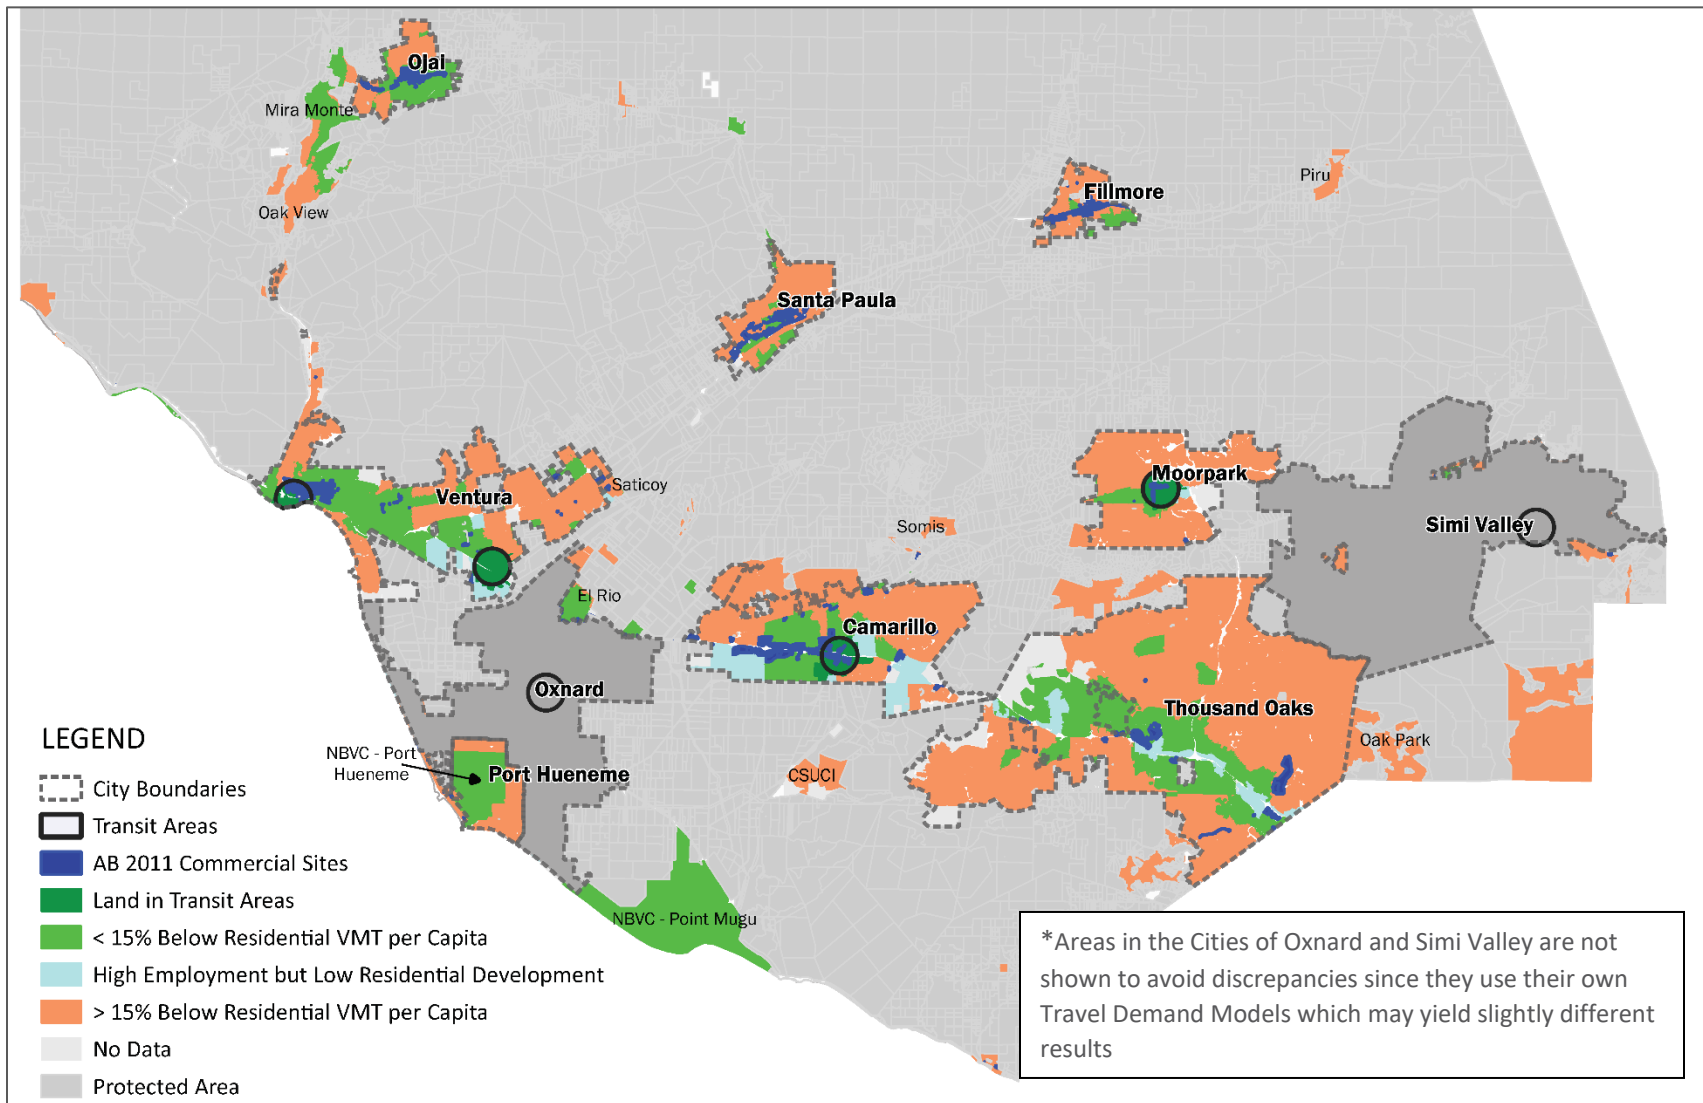 Ojai
Mira Monte
Oak View
Fillmore
Piru
Santa Paula
Ventura
Saticoy
Moorpark
Simi Valley
Somis
El Rio
Camarillo
Oxnard
Thousand Oaks
Oak Park
NBVC - Port
Hueneme
Port Hueneme
CSUCI
NBVC - Point Mugu
LEGEND
City Boundaries
Transit Areas
AB 2011 Commercial Sites
Land in Transit Areas
< 15% Below Residential VMT per Capita
High Employment but Low Residential Development
> 15% Below Residential VMT per Capita
No Data
Protected Area
*Areas in the Cities of Oxnard and Simi Valley are not
shown to avoid discrepancies since they use their own
Travel Demand Models which may yield slightly different
results